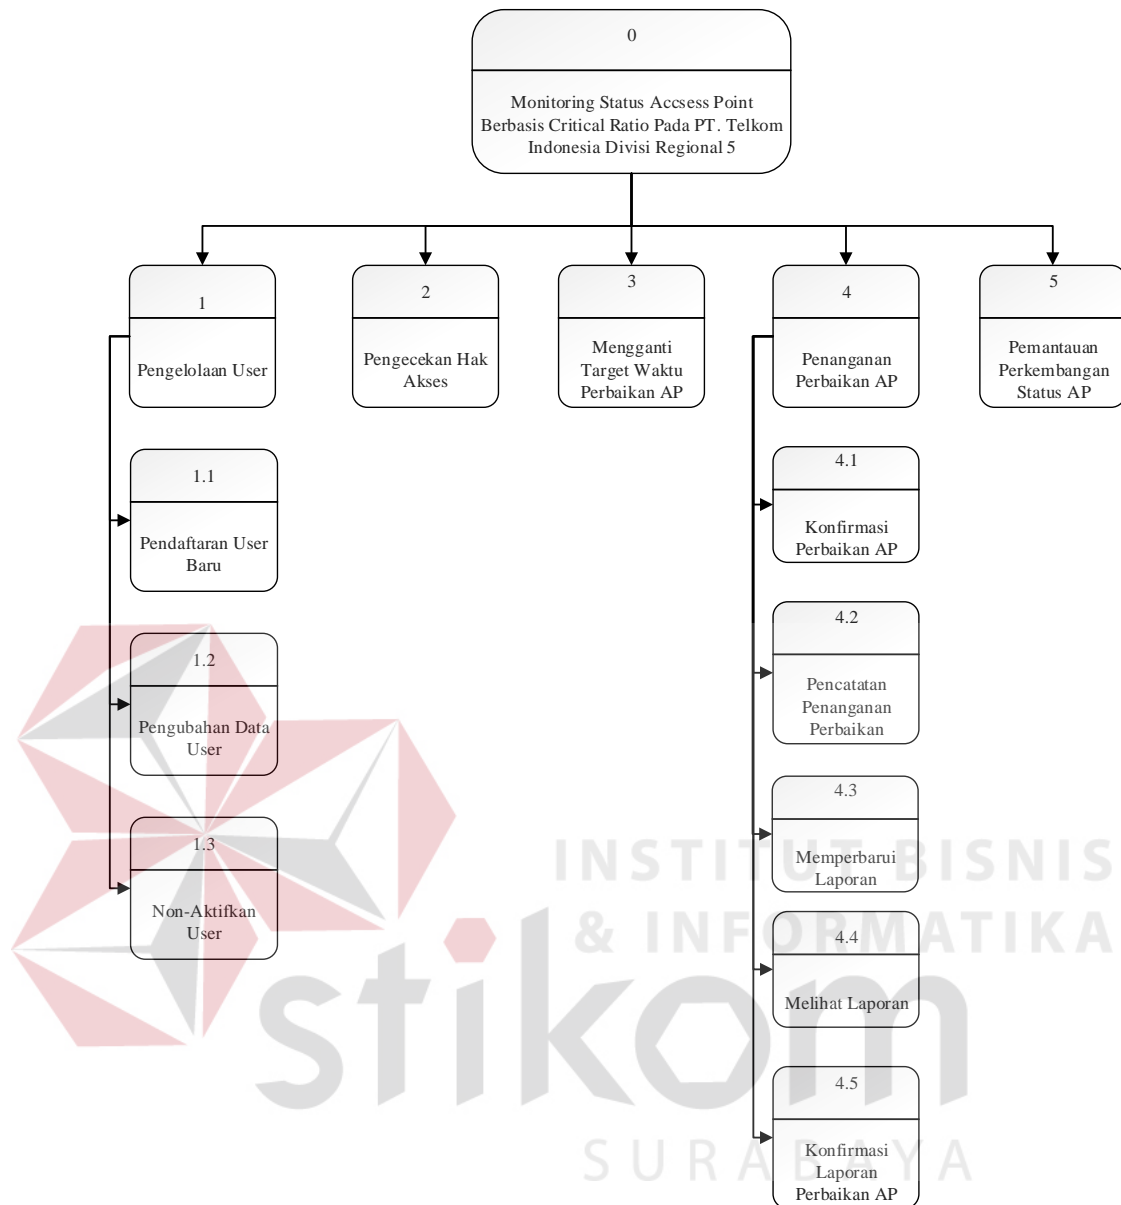 0
Monitoring Status Accsess Point
Berbasis Critical Ratio Pada PT. Telkom
Indonesia Divisi Regional 5
1
Pengelolaan User
2
Pengecekan Hak
Akses
3
Mengganti
Target Waktu
Perbaikan AP
4
Penanganan
Perbaikan AP
5
Pemantauan
Perkembangan
Status AP
1.1
Pendaftaran User
Baru
1.2
Pengubahan Data
User
1.3
Non-Aktifkan
User
4.1
Konfirmasi
Perbaikan AP
4.2
Pencatatan
Penanganan
Perbaikan
4.3
Memperbarui
Laporan
4.4
Melihat Laporan
4.5
Konfirmasi
Laporan
Perbaikan AP
INSTITUT BISNIS
& INFORMATIKA
stikom
SURABAYA